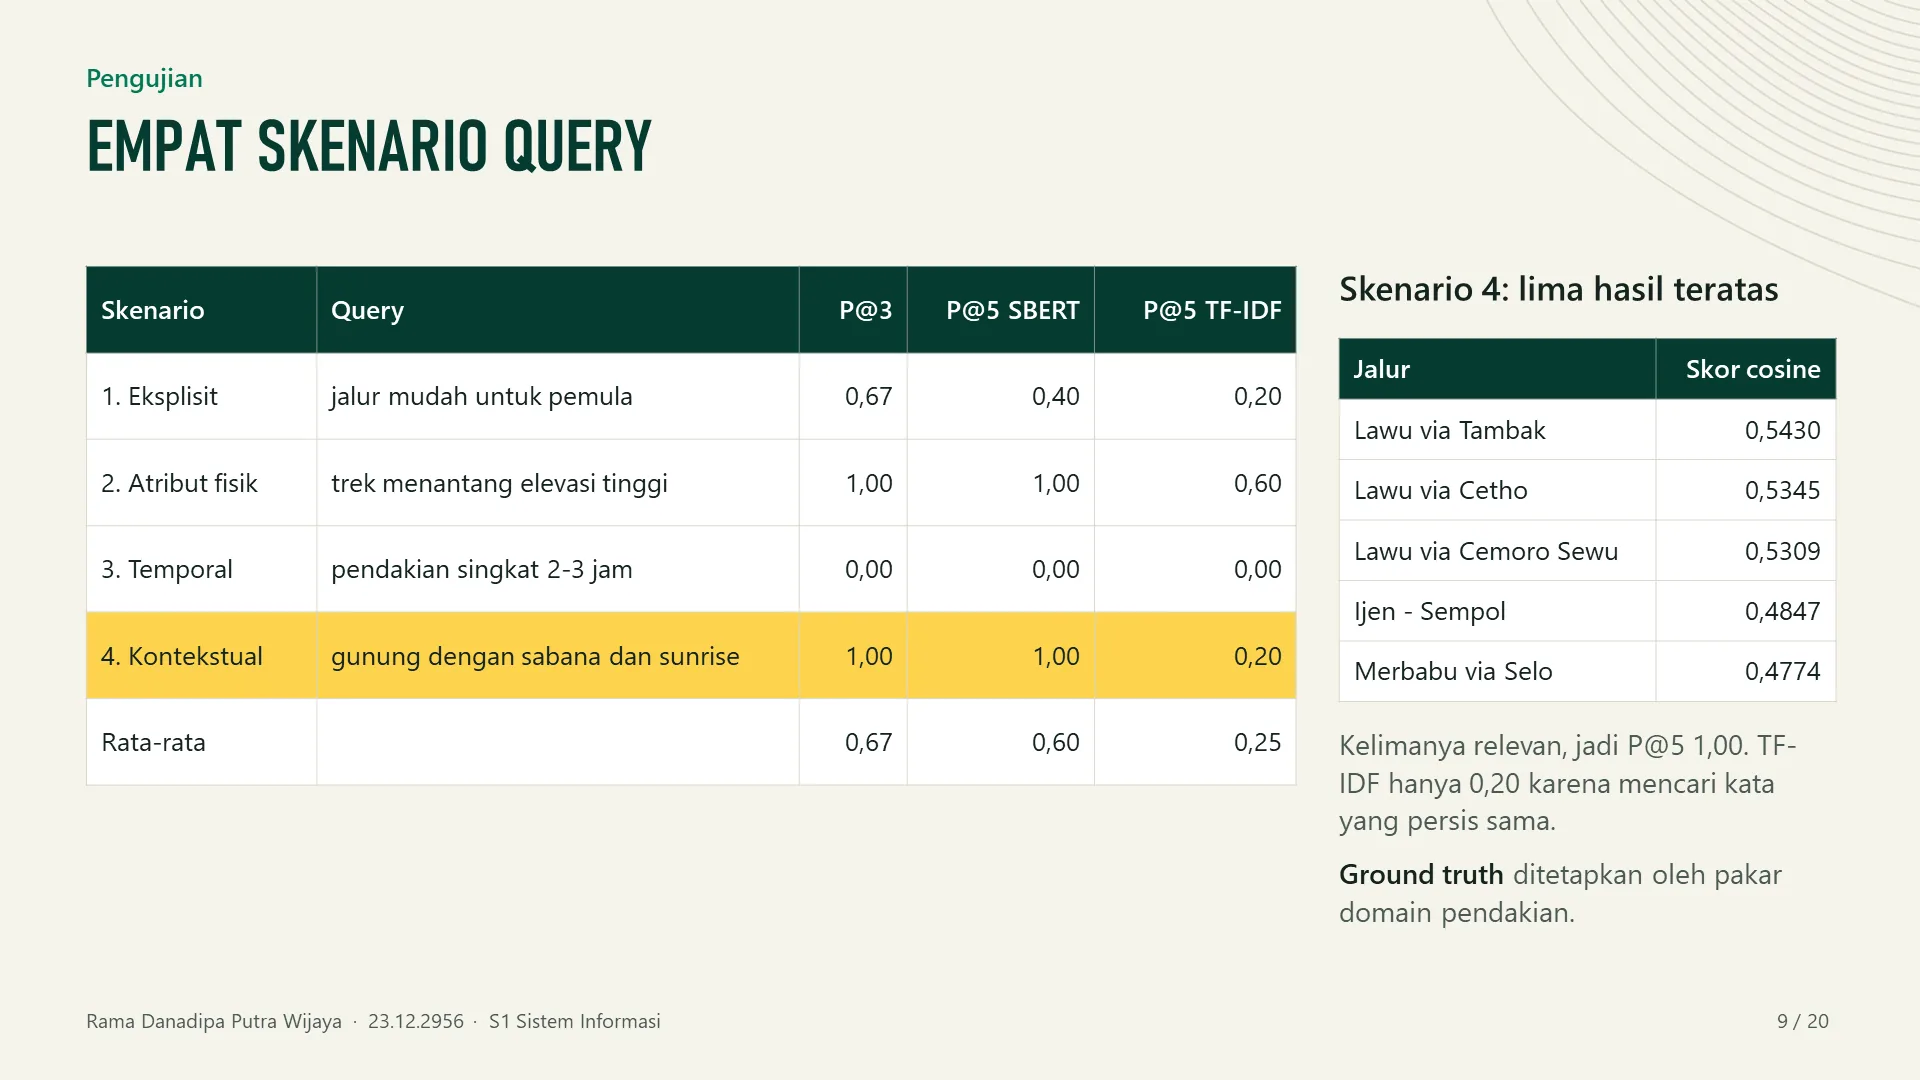 Pengujian
EMPAT SKENARIO QUERY
Skenario Query P@3 P@5 SBERT P@5 TF-IDF
1. Eksplisit jalur mudah untuk pemula 0,67 0,40 0,20
2. Atribut fisik trek menantang elevasi tinggi 1,00 1,00 0,60
3. Temporal pendakian singkat 2-3 jam 0,00 0,00 0,00
4. Kontekstual gunung dengan sabana dan sunrise 1,00 1,00 0,20
Rata-rata 0,67 0,60 0,25
Skenario 4: lima hasil teratas
Jalur Skor cosine
Lawu via Tambak 0,5430
Lawu via Cetho 0,5345
Lawu via Cemoro Sewu 0,5309
Ijen - Sempol 0,4847
Merbabu via Selo 0,4774
Kelimanya relevan, jadi P@5 1,00. TF-
IDF hanya 0,20 karena mencari kata
yang persis sama.
Ground truth ditetapkan oleh pakar
domain pendakian.
Rama Danadipa Putra Wijaya · 23.12.2956 · S1 Sistem Informasi
9 / 20